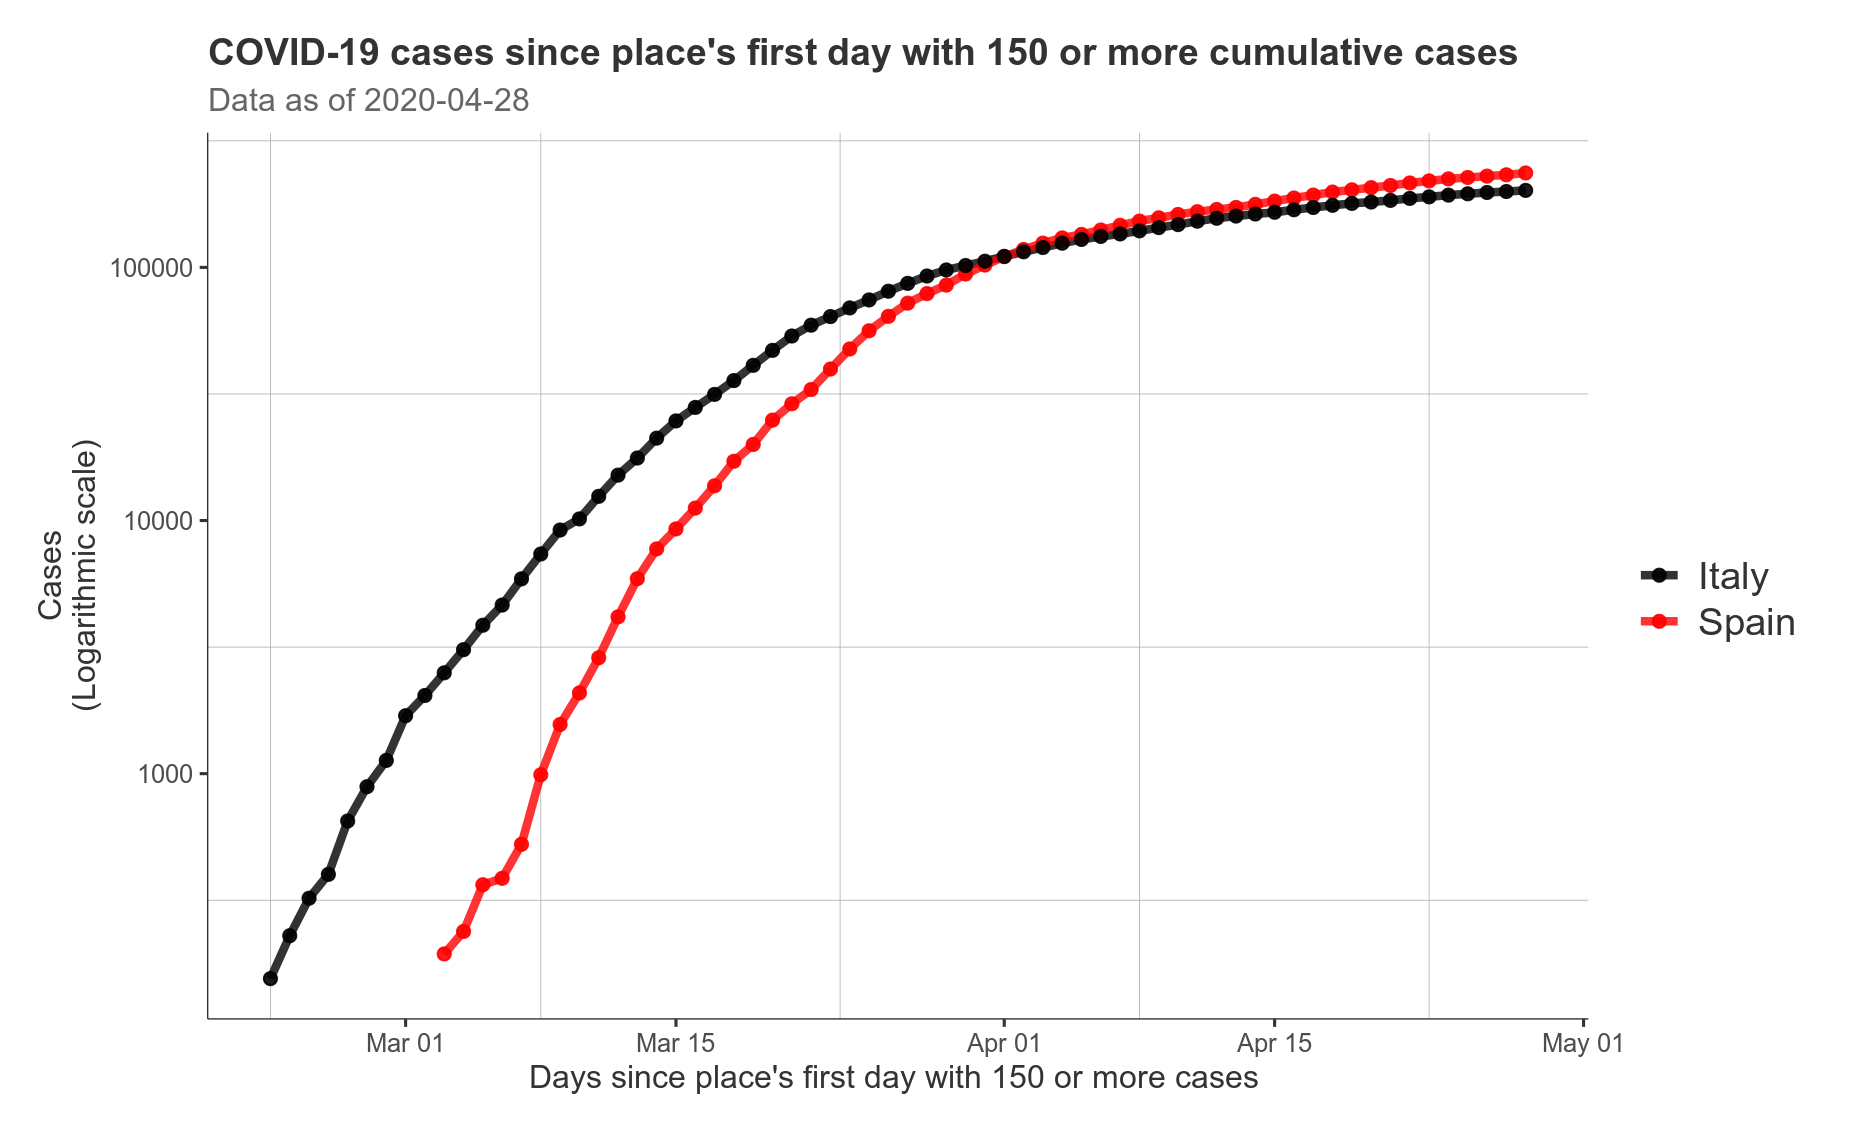 COVID-19 cases since place's first day with 150 or more cumulative cases
Data as of 2020-04-28
100000
10000
1000
Cases
(Logarithmic scale)
Italy
Spain
Mar 01
Mar 15
Apr 01
Apr 15
May 01
Days since place's first day with 150 or more cases